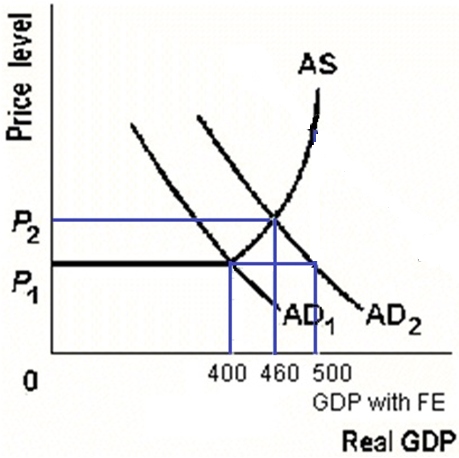 Price level
AS
P2
P1
AD1
AD2
0
400 460 500
GDP with FE
Real GDP